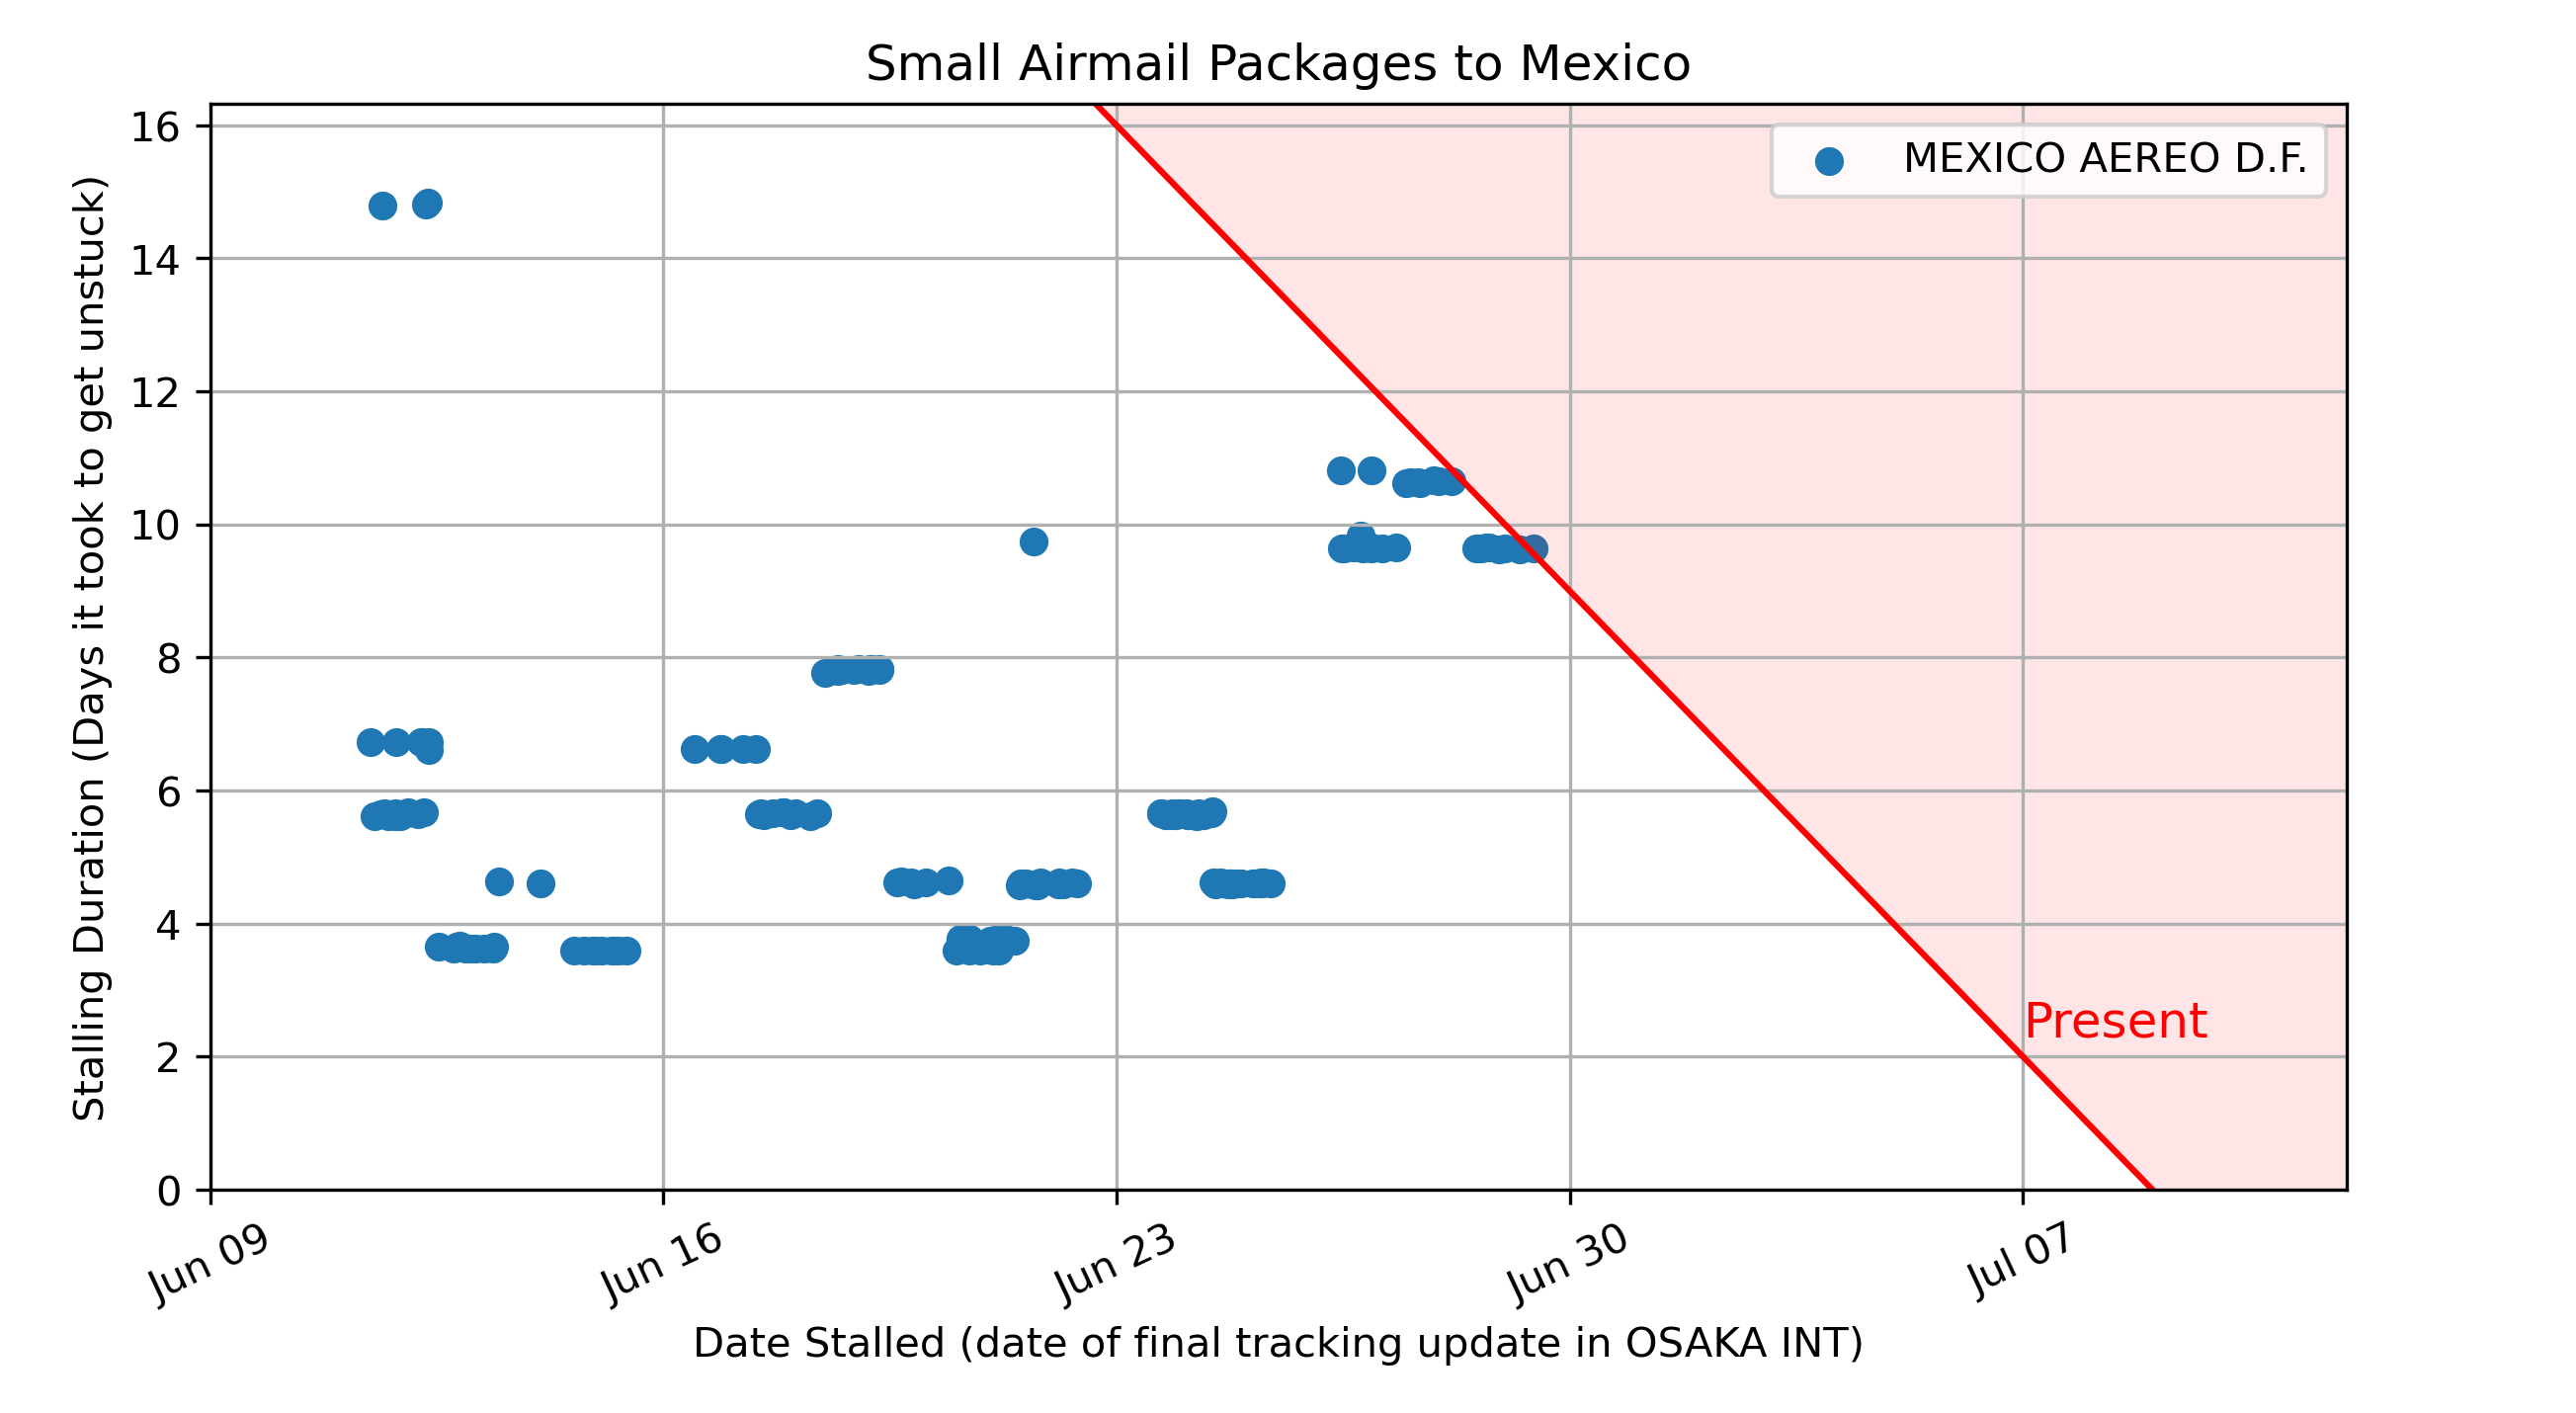 Small Airmail Packages to Mexico
MEXICO AEREO D.F.
Stalling Duration (Days it took to get unstuck)
16
14
12
10
8
6
4
2
0
Present
Jun 09
Jun 16
Jun 23
Jun 30
Jul 07
Date Stalled (date of final tracking update in OSAKA INT)